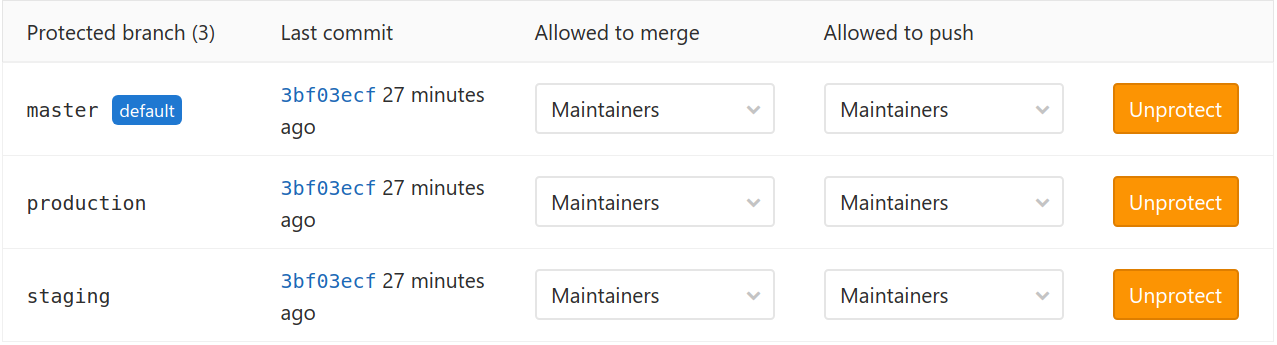 Protected branch (3) Last commit Allowed to merge Allowed to push
master default 3bf03ecf 27 minutes ago Maintainers Maintainers Unprotect
production 3bf03ecf 27 minutes ago Maintainers Maintainers Unprotect
staging 3bf03ecf 27 minutes ago Maintainers Maintainers Unprotect